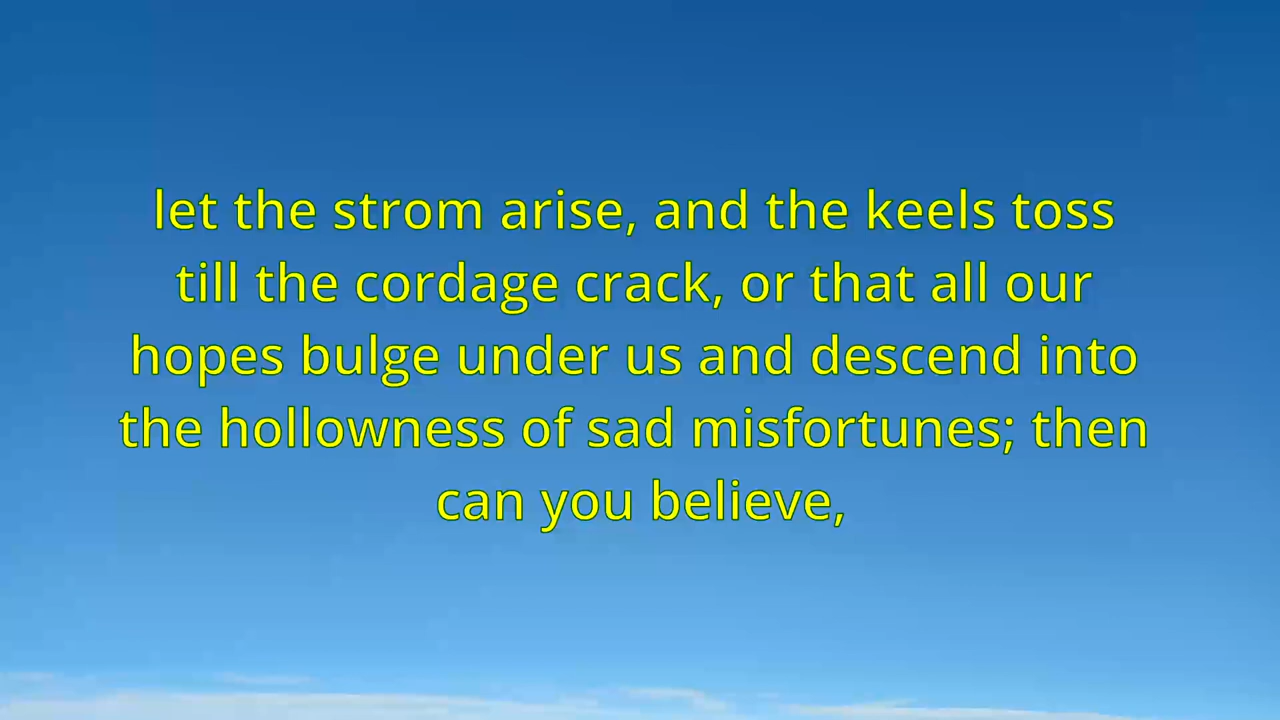 let the strom arise, and the keels toss
till the cordage crack, or that all our
hopes bulge under us and descend into
the hollowness of sad misfortunes; then
can you believe,